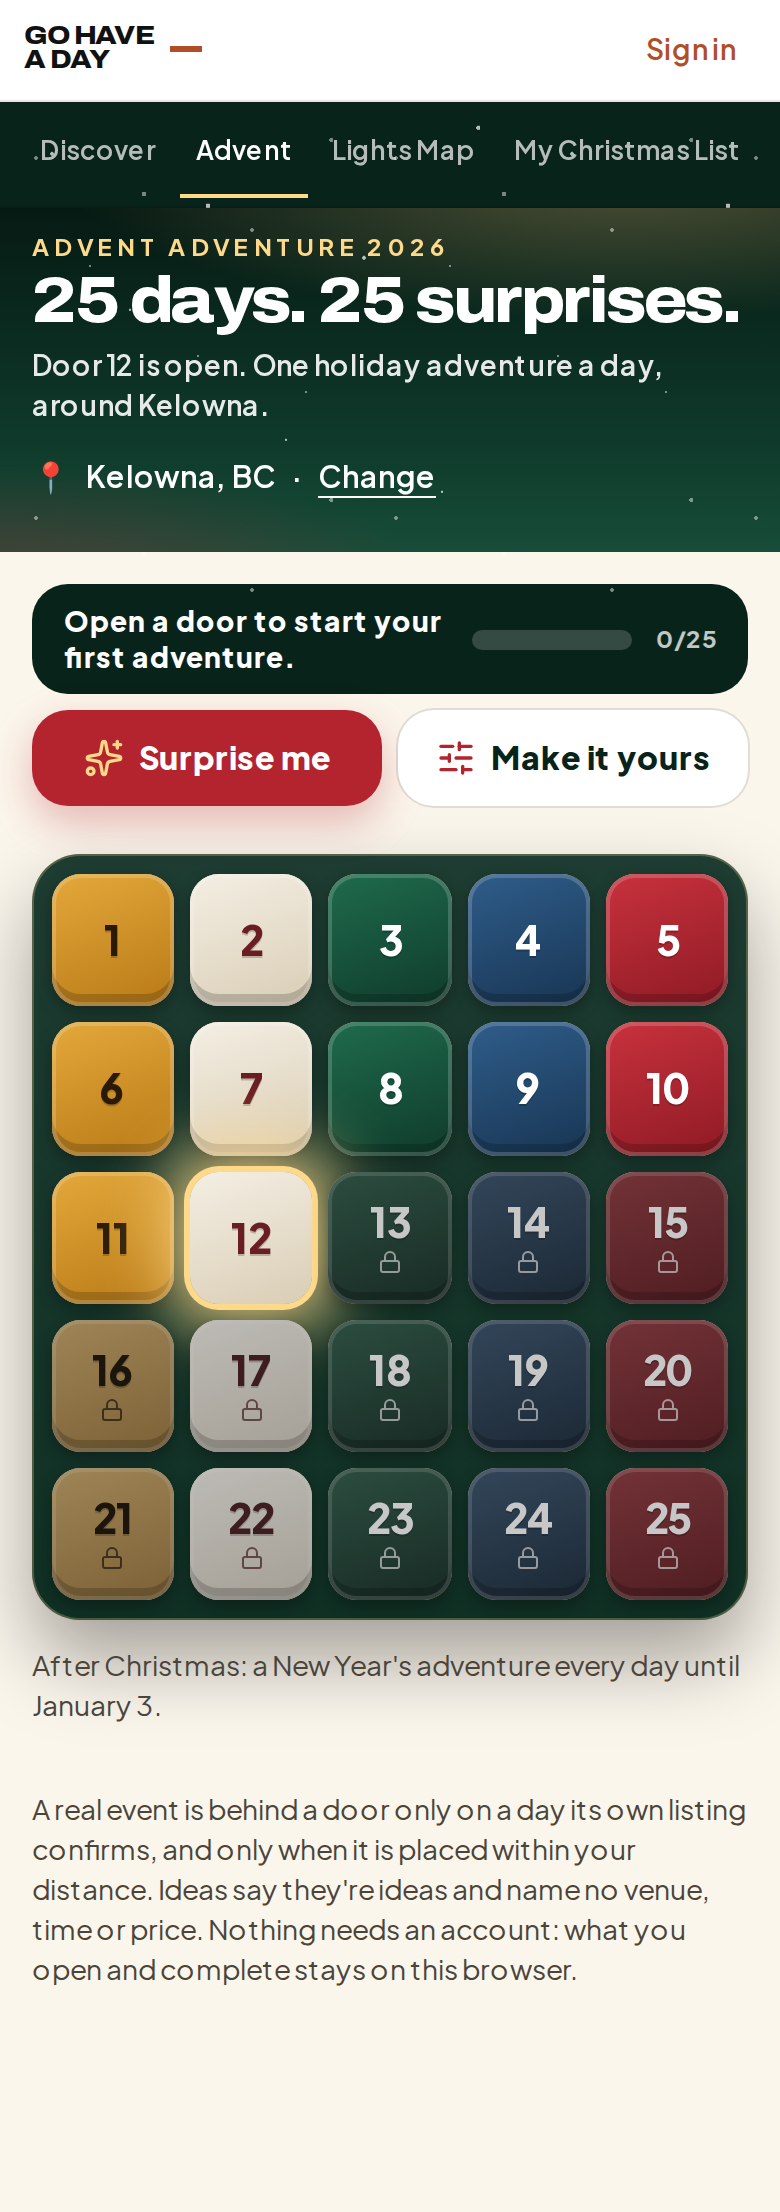 GO HAVE
A DAY
Sign in
Discover
Advent
Lights Map
My Christmas List
ADVENT ADVENTURE 2026
25 days. 25 surprises.
Door 12 is open. One holiday adventure a day,
around Kelowna.
Kelowna, BC · Change
Open a door to start your
first adventure.
0/25
Surprise me
Make it yours
1 2 3 4 5
6 7 8 9 10
11 12 13 14 15
16 17 18 19 20
21 22 23 24 25
After Christmas: a New Year's adventure every day until
January 3.
A real event is behind a door only on a day its own listing
confirms, and only when it is placed within your
distance. Ideas say they're ideas and name no venue,
time or price. Nothing needs an account: what you
open and complete stays on this browser.